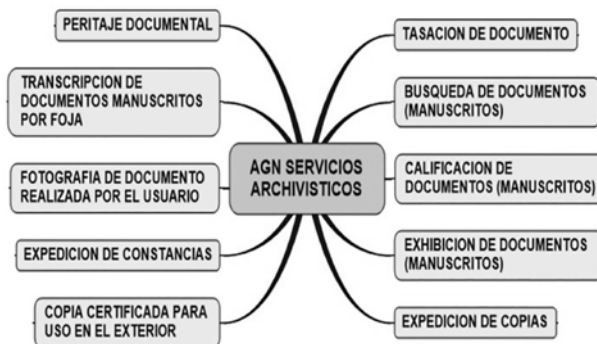 PERITAJE DOCUMENTAL
TRANSCRIPCION DE
DOCUMENTOS MANUSCRITOS
POR FOJA
FOTOGRAFIA DE DOCUMENTO
REALIZADA POR EL USUARIO
EXPEDICION DE CONSTANCIAS
COPIA CERTIFICADA PARA
USO EN EL EXTERIOR
AGN SERVICIOS
ARCHIVISTICOS
TASACION DE DOCUMENTO
BUSQUEDA DE DOCUMENTOS
(MANUSCRITOS)
CALIFICACION DE
DOCUMENTOS (MANUSCRITOS)
EXHIBICION DE DOCUMENTOS
(MANUSCRITOS)
EXPEDICION DE COPIAS